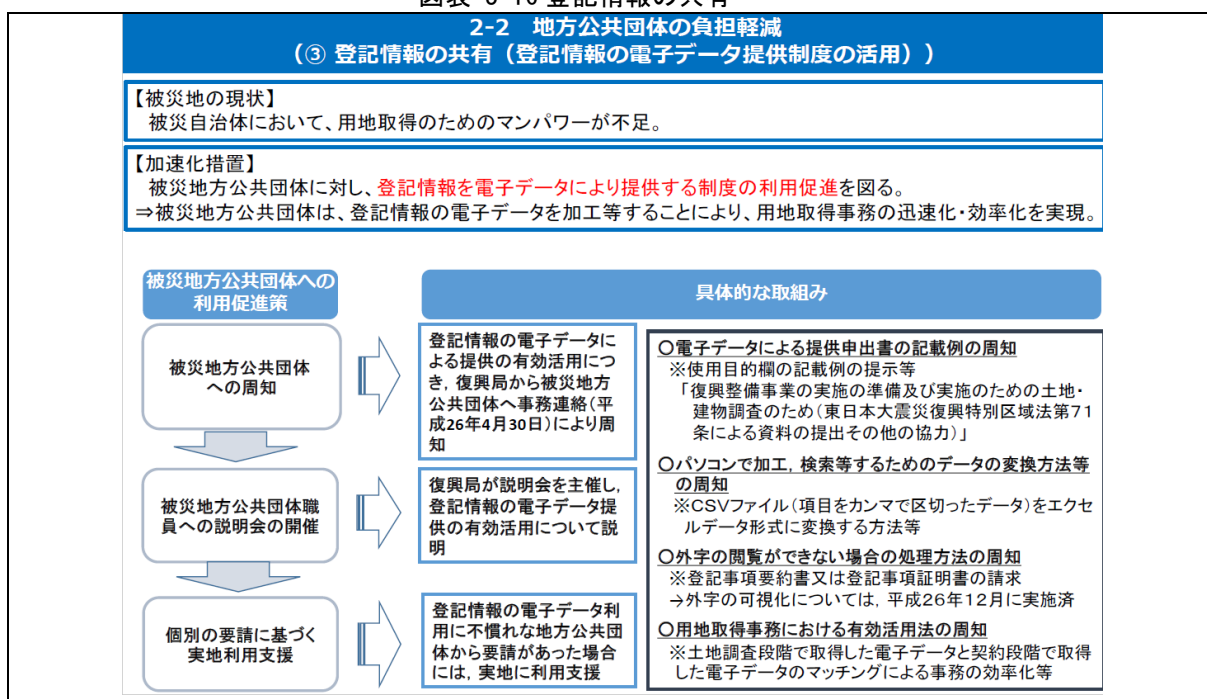 2-2 地方公共団体の負担軽減
(③ 登記情報の共有(登記情報の電子データ提供制度の活用))
【被災地の現状】
被災自治体において、用地取得のためのマンパワーが不足。
【加速化措置】
被災地方公共団体に対し、登記情報を電子データにより提供する制度の利用促進を図る。
⇒被災地方公共団体は、登記情報の電子データを加工等することにより、用地取得事務の迅速化・効率化を実現。
被災地方公共団体への
利用促進策
具体的な取組み
被災地方公共団体
への周知
登記情報の電子データに
よる提供の有効活用につ
き，復興局から被災地方
公共団体へ事務連絡(平
成26年4月30日)により周
知
被災地方公共団体職
員への説明会の開催
復興局が説明会を主催し，
登記情報の電子データ提
供の有効活用について説
明
個別の要請に基づく
実地利用支援
登記情報の電子データ利
用に不慣れな地方公共団
体から要請があった場合
には，実地に利用支援
○電子データによる提供申出書の記載例の周知
※使用目的欄の記載例の提示等
「復興整備事業の実施の準備及び実施のための土地・
建物調査のため(東日本大震災復興特別区域法第71
条による資料の提出その他の協力)」
○パソコンで加工，検索等するためのデータの変換方法等
の周知
※CSVファイル(項目をカンマで区切ったデータ)をエクセ
ルデータ形式に変換する方法等
○外字の閲覧ができない場合の処理方法の周知
※登記事項要約書又は登記事項証明書の請求
→外字の可視化については，平成26年12月に実施済
○用地取得事務における有効活用法の周知
※土地調査段階で取得した電子データと契約段階で取得
した電子データのマッチングによる事務の効率化等